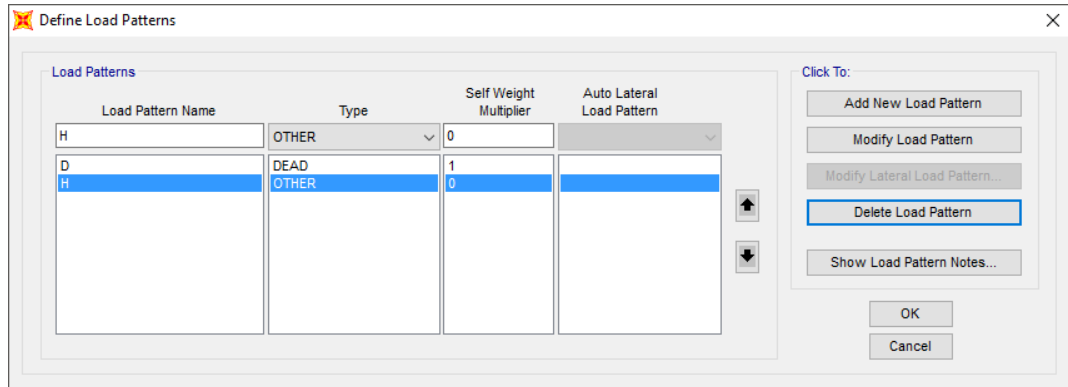 Define Load Patterns
Load Patterns
Click To:
Load Pattern Name Type Self Weight Multiplier Auto Lateral Load Pattern
H OTHER 0
D DEAD 1
H OTHER 0
Add New Load Pattern
Modify Load Pattern
Modify Lateral Load Pattern...
Delete Load Pattern
Show Load Pattern Notes...
OK
Cancel